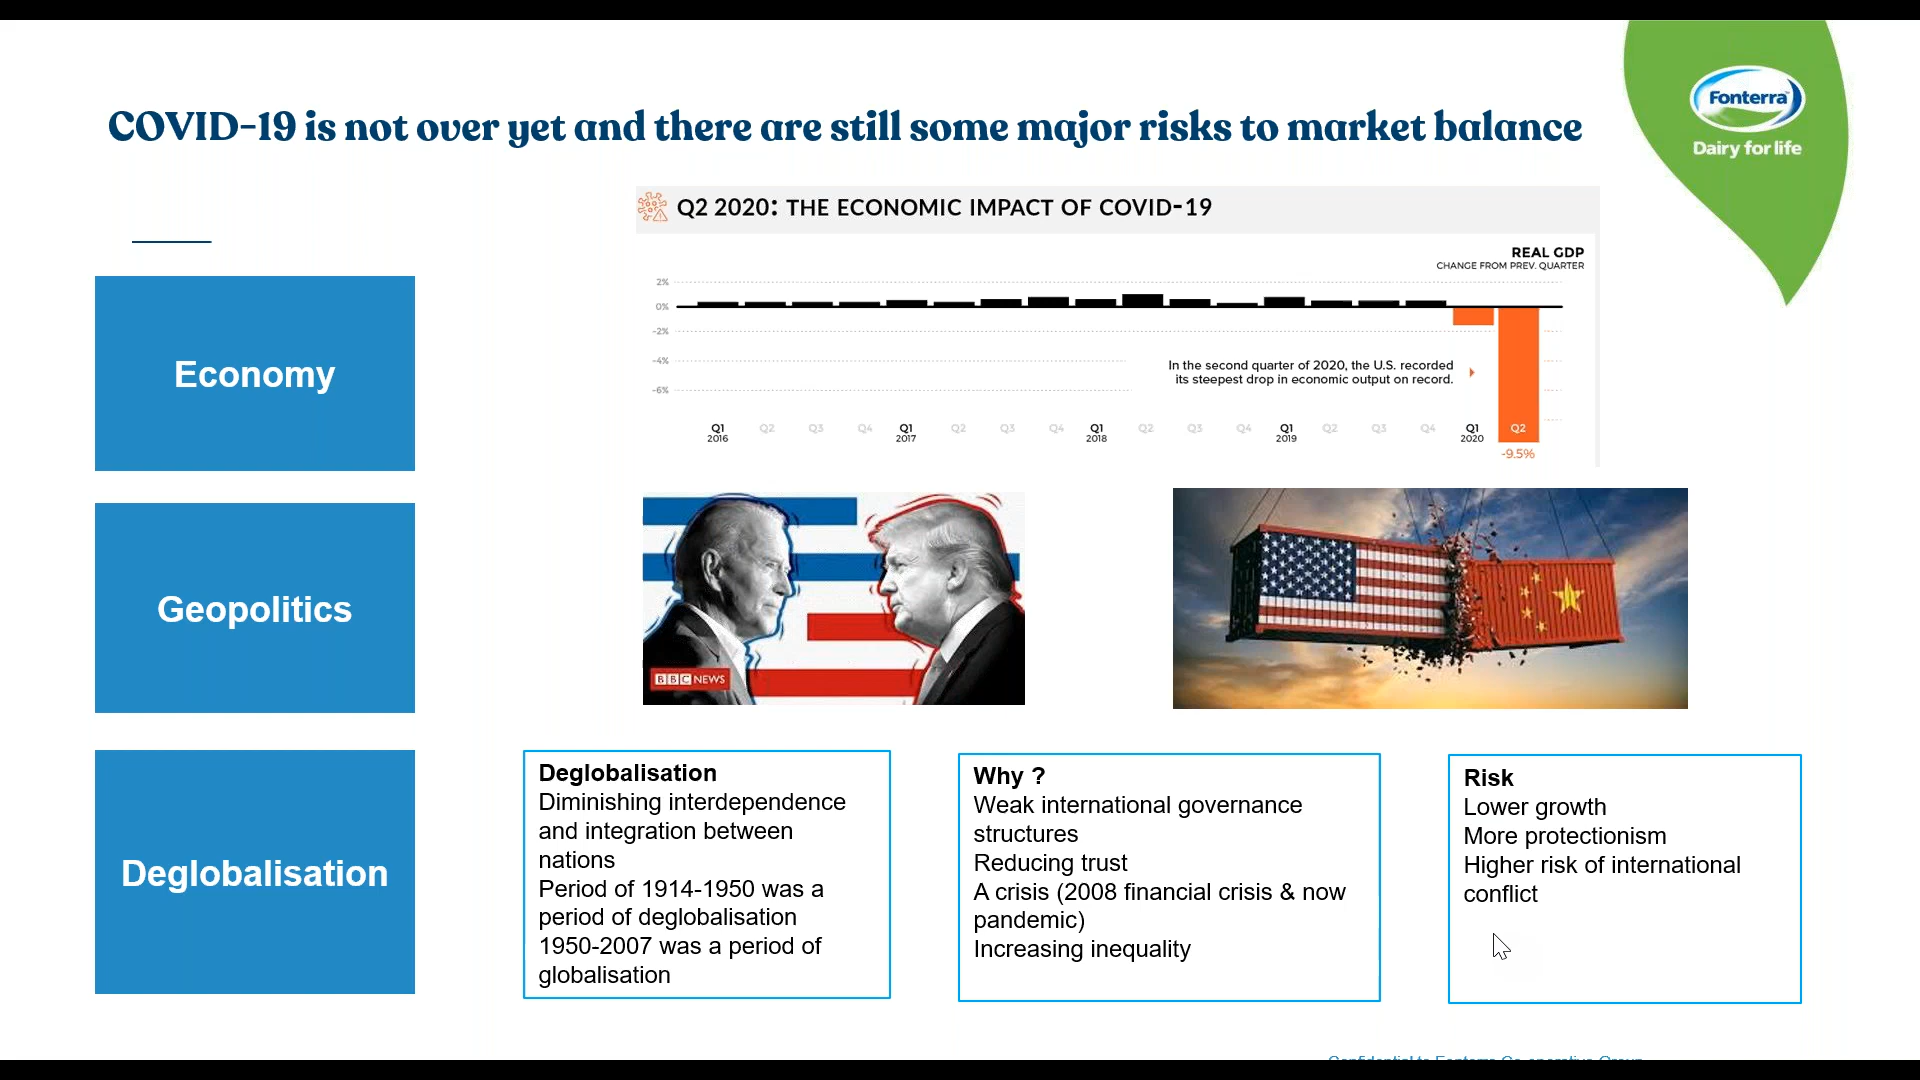 COVID-19 is not over yet and there are still some major risks to market balance
Fonterra
Dairy for life
Q2 2020: THE ECONOMIC IMPACT OF COVID-19
REAL GDP
CHANGE FROM PREV. QUARTER
2%
0%
-2%
-4%
-6%
In the second quarter of 2020, the U.S. recorded
its steepest drop in economic output on record.
Q1 Q2 Q3 Q4 Q1 Q2 Q3 Q4 Q1 Q2 Q3 Q4 Q1 Q2 Q3 Q4 Q1 Q2
2016 2017 2018 2019 2020
-9.5%
Economy
Geopolitics
BBC NEWS
Deglobalisation
Deglobalisation
Diminishing interdependence
and integration between
nations
Period of 1914-1950 was a
period of deglobalisation
1950-2007 was a period of
globalisation
Why ?
Weak international governance
structures
Reducing trust
A crisis (2008 financial crisis & now
pandemic)
Increasing inequality
Risk
Lower growth
More protectionism
Higher risk of international
conflict
Confidential to Fonterra Co-operative Group